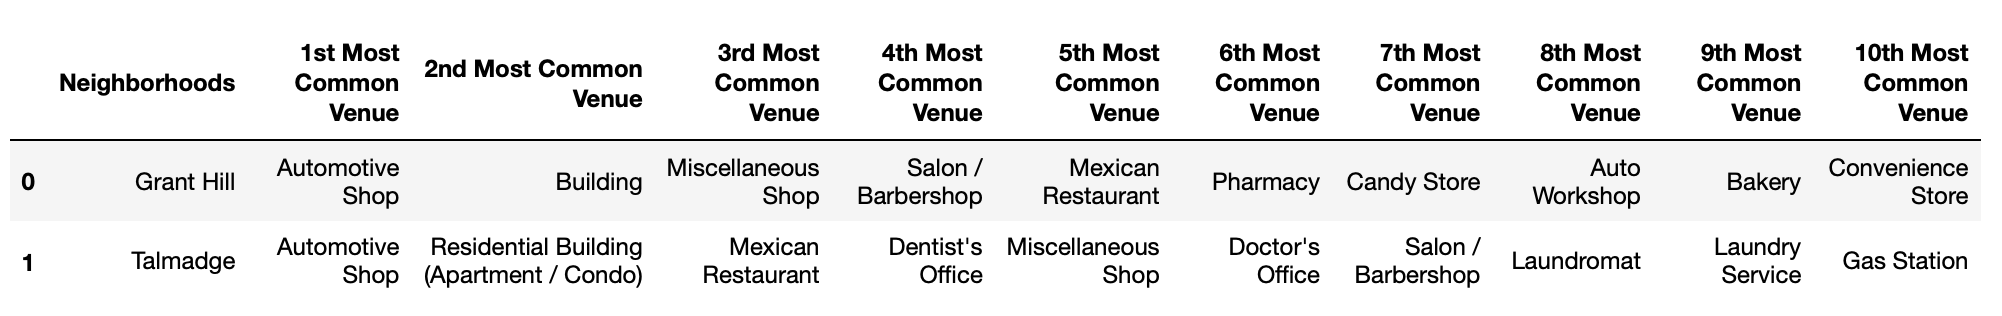 Neighborhoods 1st Most Common Venue 2nd Most Common Venue 3rd Most Common Venue 4th Most Common Venue 5th Most Common Venue 6th Most Common Venue 7th Most Common Venue 8th Most Common Venue 9th Most Common Venue 10th Most Common Venue
0 Grant Hill Automotive Shop Building Miscellaneous Shop Salon / Barbershop Mexican Restaurant Pharmacy Candy Store Auto Workshop Bakery Convenience Store
1 Talmadge Automotive Shop Residential Building (Apartment / Condo) Mexican Restaurant Dentist's Office Miscellaneous Shop Doctor's Office Salon / Barbershop Laundromat Laundry Service Gas Station